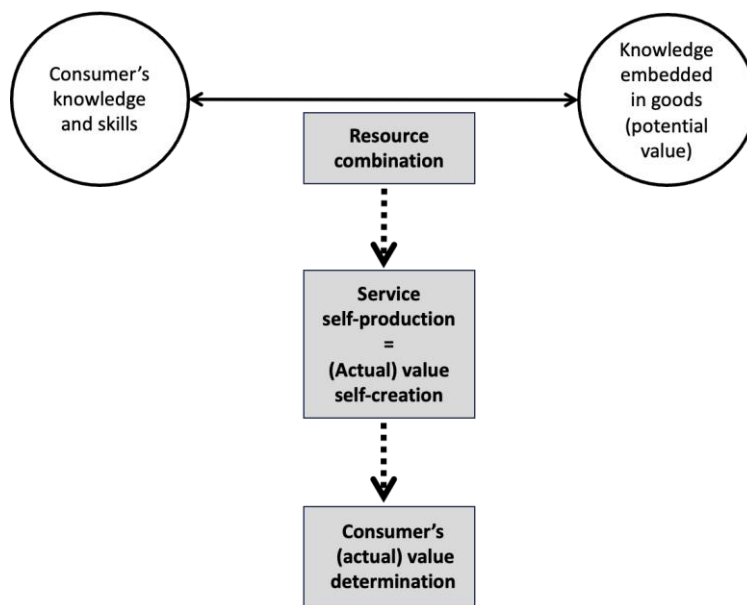 Consumer's
knowledge
and skills
Knowledge
embedded
in goods
(potential
value)
Resource
combination
Service
self-production
=
(Actual) value
self-creation
Consumer's
(actual) value
determination